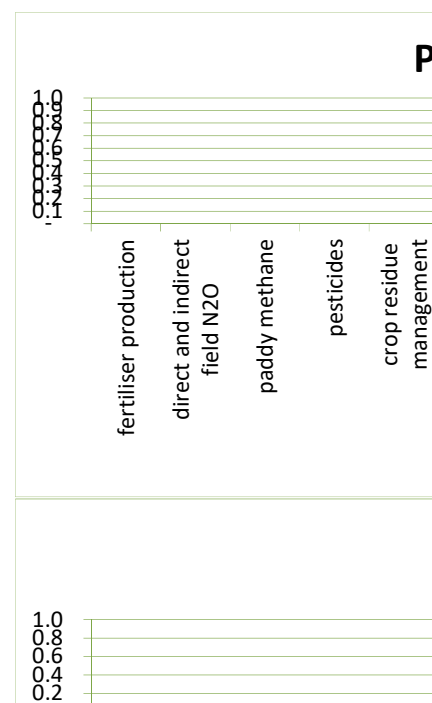 P
1.0
0.9
0.8
0.7
0.6
0.5
0.4
0.3
0.2
0.1
-
fertiliser production
direct and indirect
field N2O
paddy methane
pesticides
crop residue
management
1.0
0.8
0.6
0.4
0.2